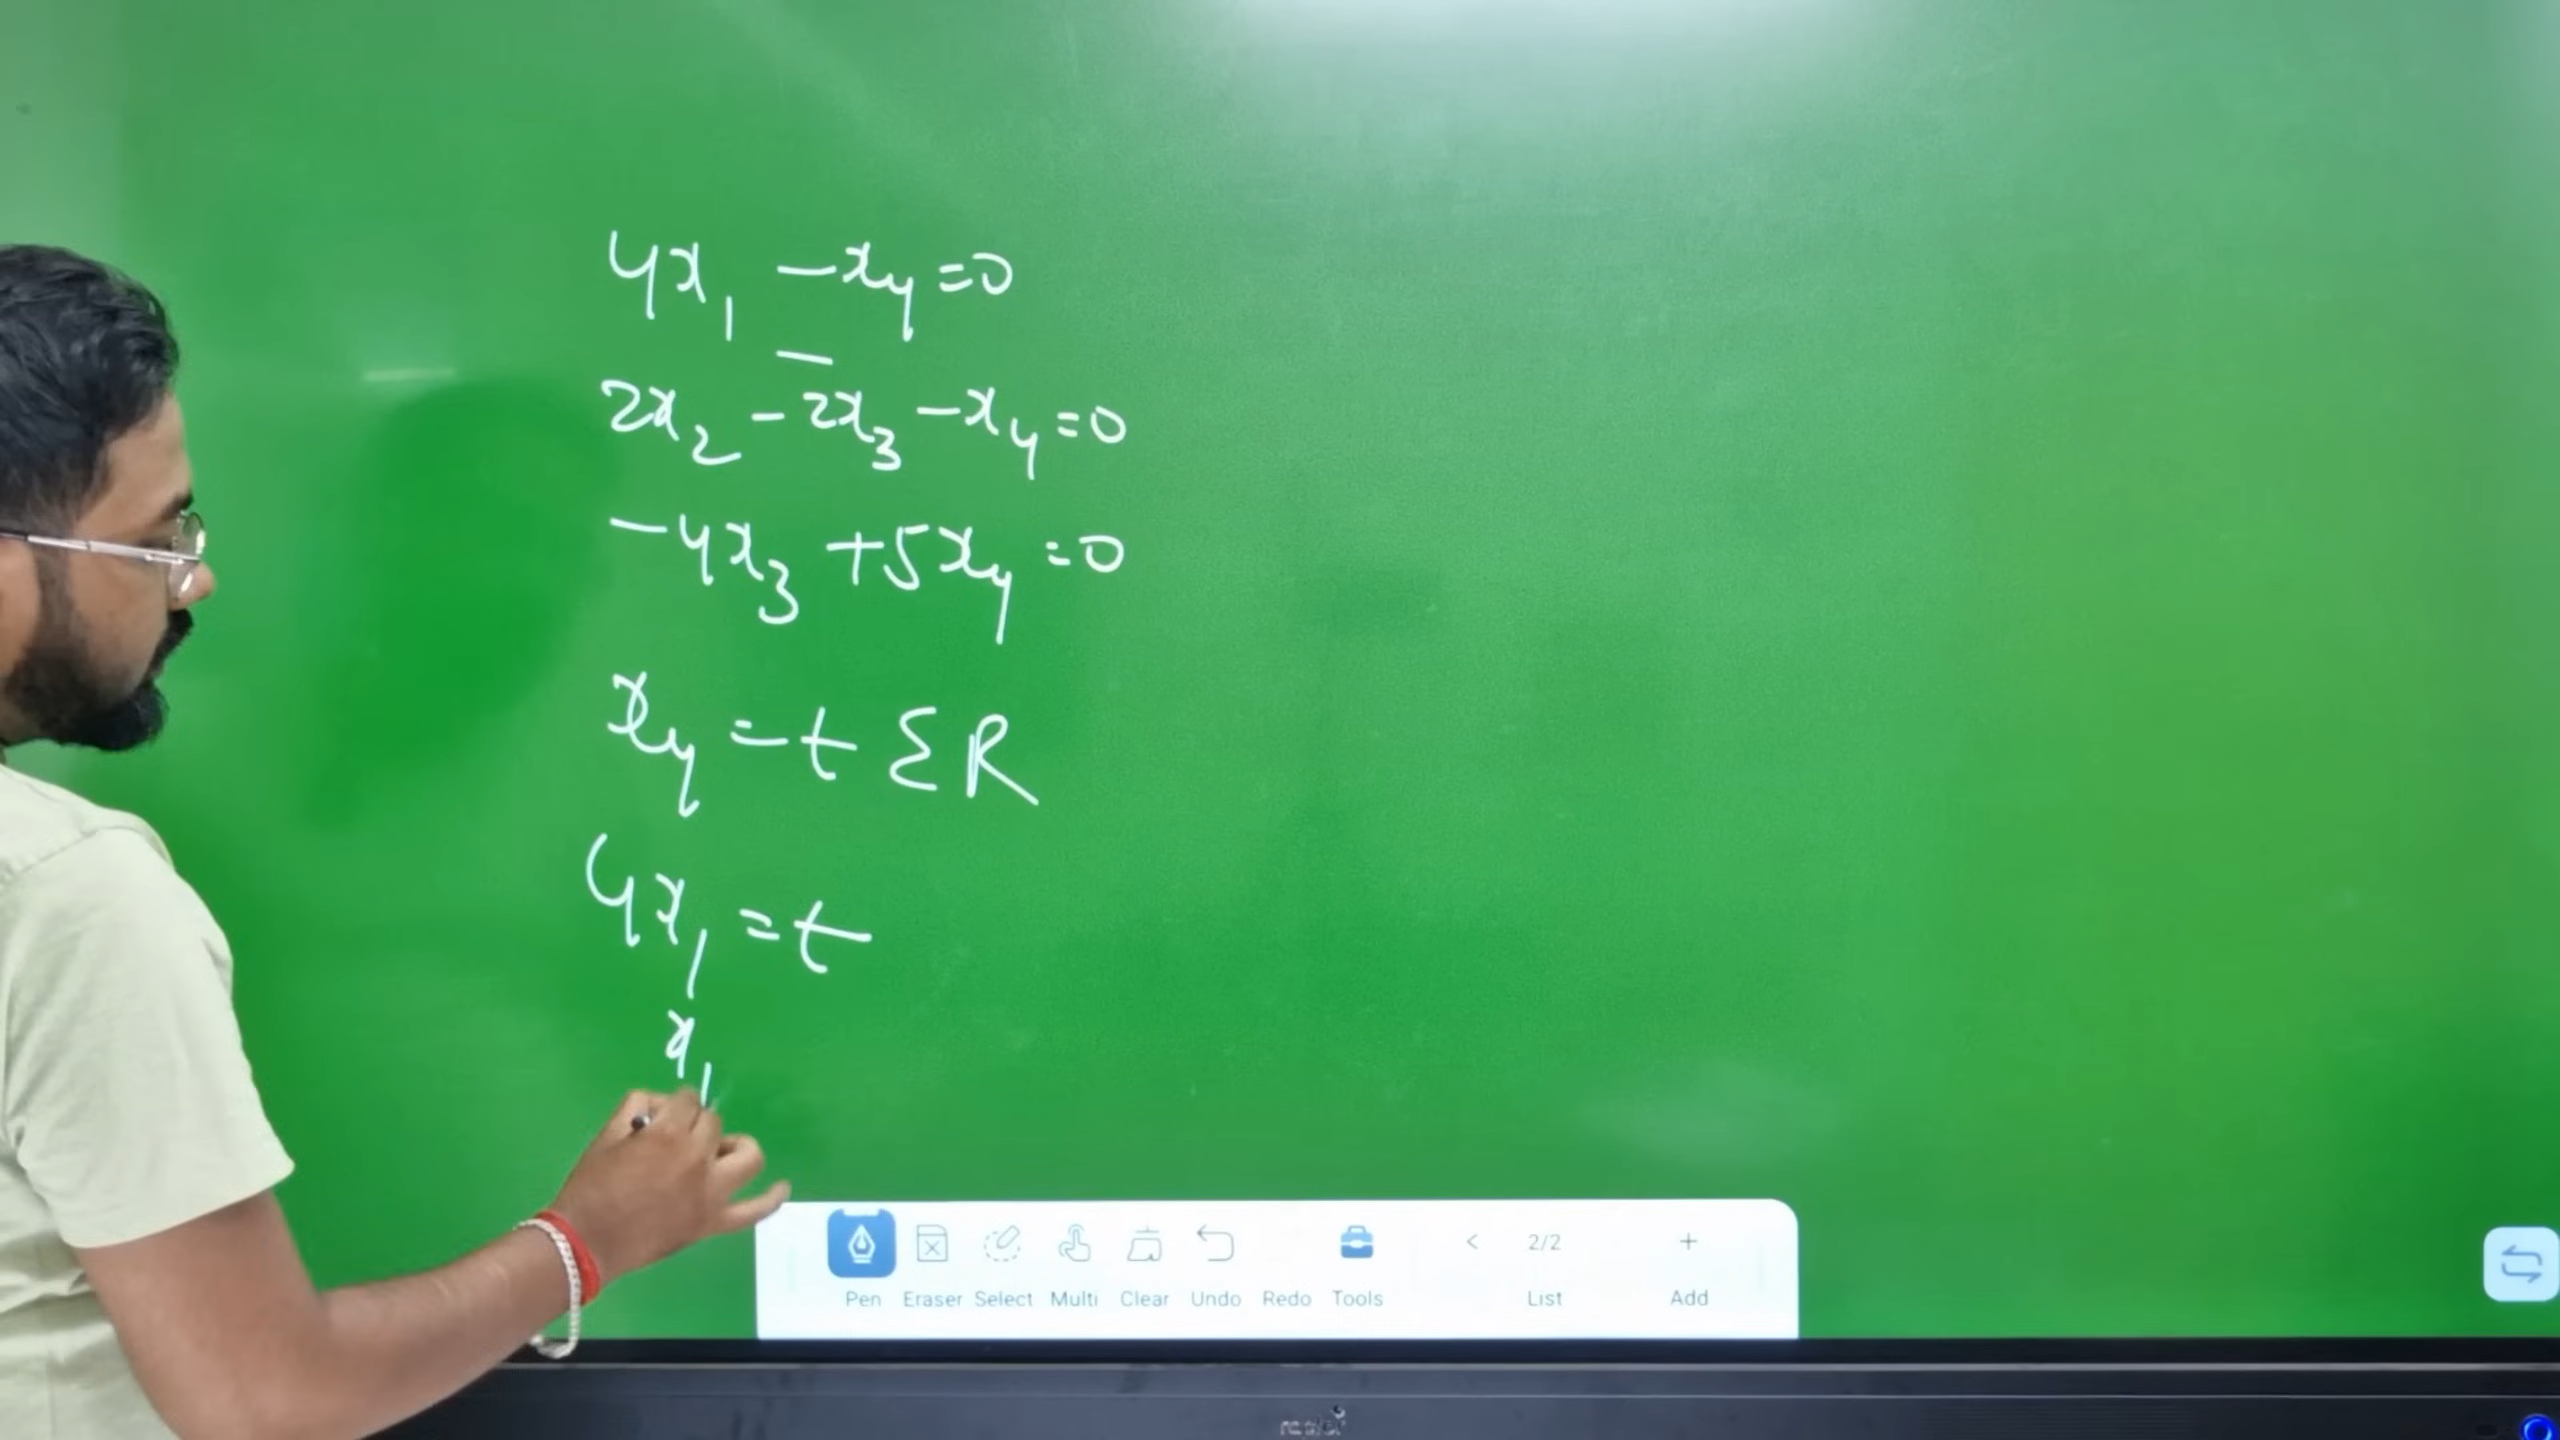 4x₁ -x₄=0
2x₂ -2x₃ -x₄=0
-4x₃ +5x₄=0
x₄ =t ∈ R
4x₁ =t
x₁
Pen Eraser Select Multi Clear Undo Redo Tools < 2/2 List + Add